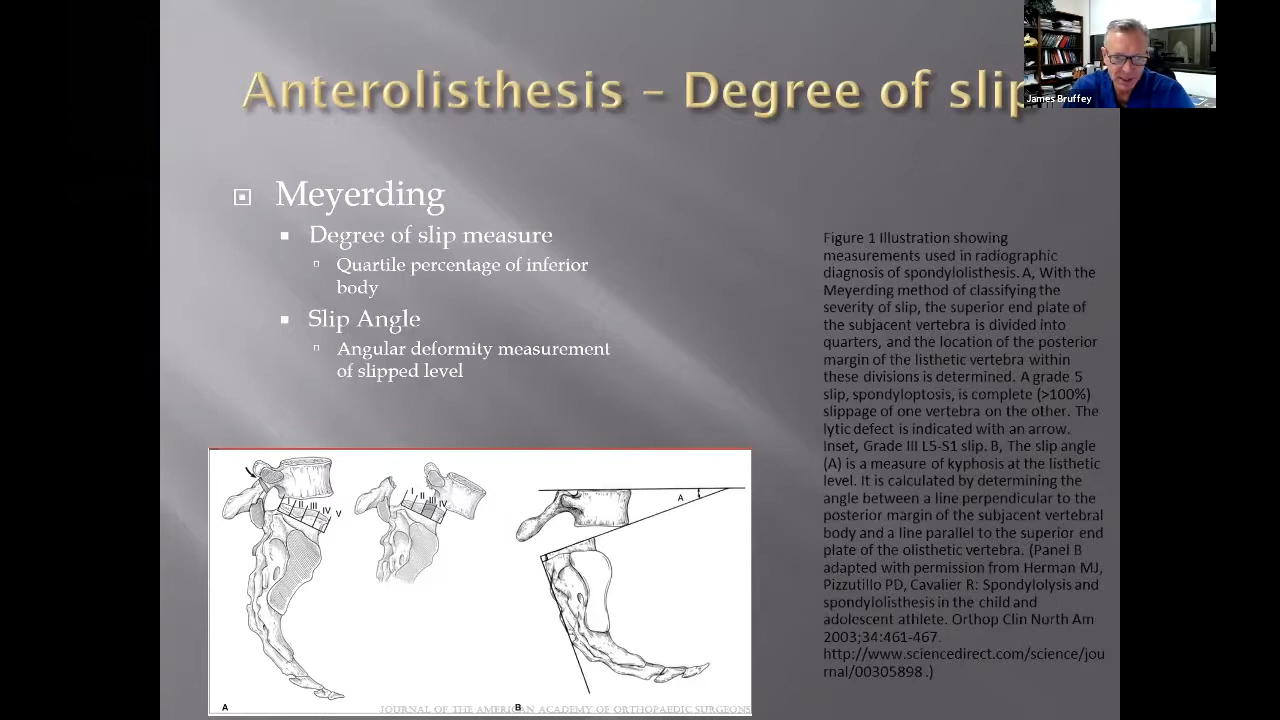 Anterolisthesis – Degree of slip
James Bruffey
Meyerding
Degree of slip measure
Quartile percentage of inferior
body
Slip Angle
Angular deformity measurement
of slipped level
Figure 1 Illustration showing
measurements used in radiographic
diagnosis of spondylolisthesis. A, With the
Meyerding method of classifying the
severity of slip, the superior end plate of
the subjacent vertebra is divided into
quarters, and the location of the posterior
margin of the listhetic vertebra within
these divisions is determined. A grade 5
slip, spondyloptosis, is complete (>100%)
slippage of one vertebra on the other. The
lytic defect is indicated with an arrow.
Inset, Grade III L5-S1 slip. B, The slip angle
(A) is a measure of kyphosis at the listhetic
level. It is calculated by determining the
angle between a line perpendicular to the
posterior margin of the subjacent vertebral
body and a line parallel to the superior end
plate of the olisthetic vertebra. (Panel B
adapted with permission from Herman MJ,
Pizzutillo PD, Cavalier R: Spondylolysis and
spondylolisthesis in the child and
adolescent athlete. Orthop Clin North Am
2003;34:461-467.
http://www.sciencedirect.com/science/jou
rnal/00305898 .)
I II III IV V
I II III IV
A
A
B
JOURNAL OF THE AMERICAN ACADEMY OF ORTHOPAEDIC SURGEONS